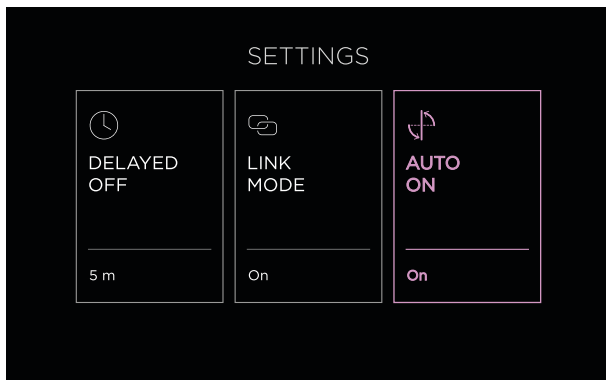 SETTINGS
DELAYED
OFF
5 m
LINK
MODE
On
AUTO
ON
On